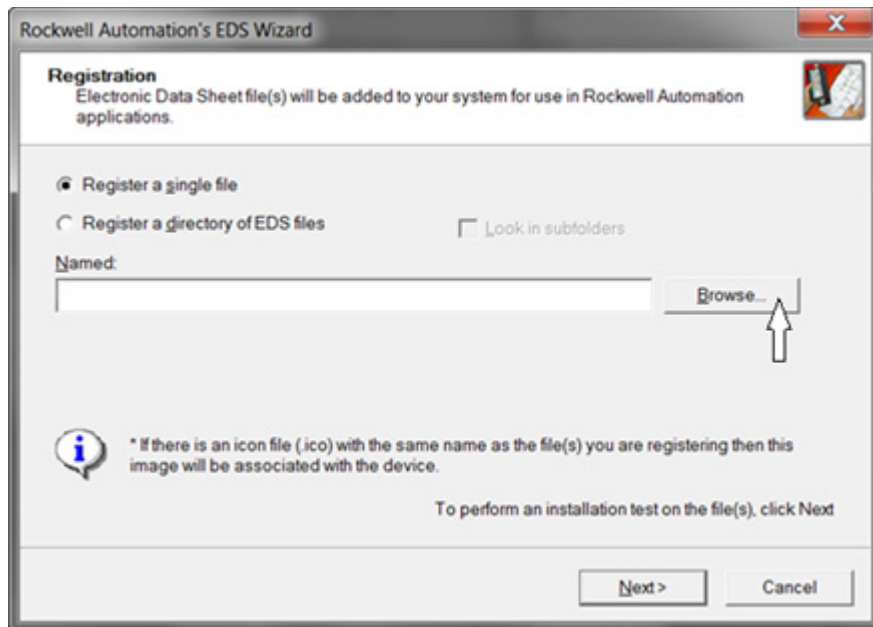 Rockwell Automation's EDS Wizard
Registration
Electronic Data Sheet file(s) will be added to your system for use in Rockwell Automation
applications.
Register a single file
Register a directory of EDS files
Look in subfolders
Named:
Browse...
* If there is an icon file (.ico) with the same name as the file(s) you are registering then this
image will be associated with the device.
To perform an installation test on the file(s), click Next
Next >
Cancel